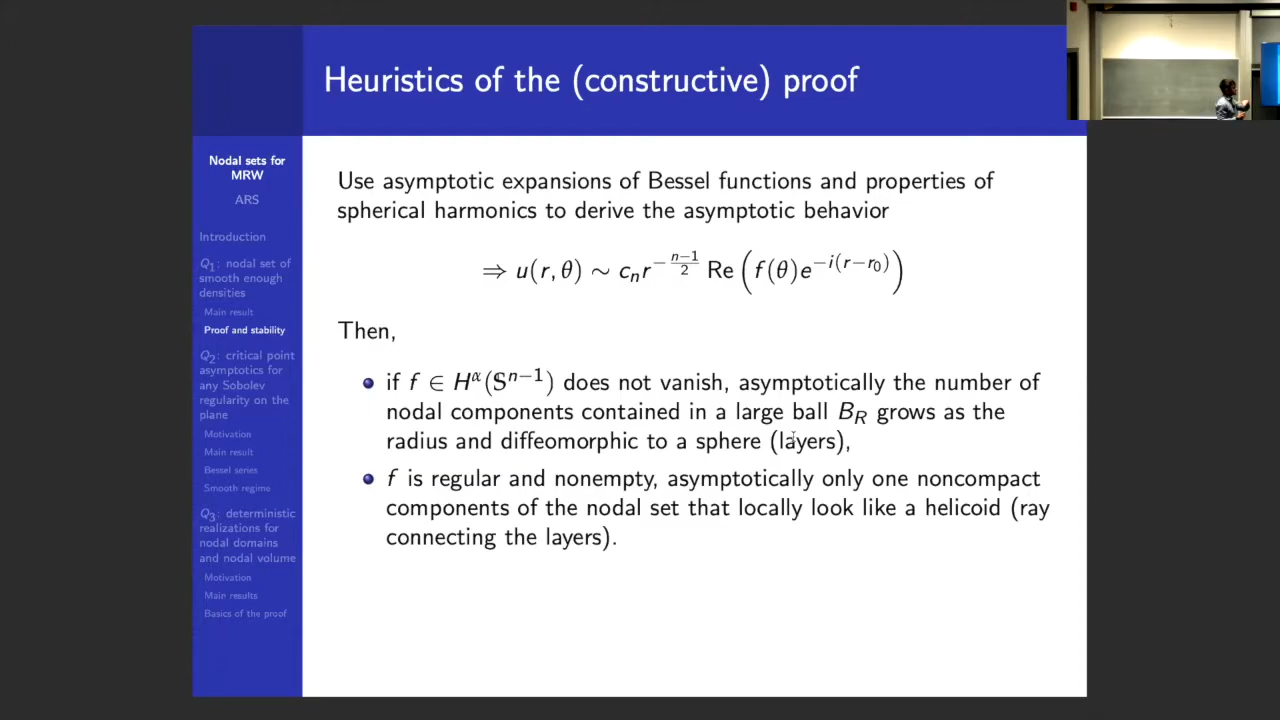 Heuristics of the (constructive) proof
Nodal sets for
MRW
ARS
Introduction
Q1: nodal set of
smooth enough
densities
Main result
Proof and stability
Q2: critical point
asymptotics for
any Sobolev
regularity on the
plane
Motivation
Main result
Bessel series
Smooth regime
Q3: deterministic
realizations for
nodal domains
and nodal volume
Motivation
Main results
Basics of the proof
Use asymptotic expansions of Bessel functions and properties of
spherical harmonics to derive the asymptotic behavior
⇒ u(r, θ) ∼ c_n r^{−\frac{n−1}{2}} Re (f(θ)e^{−i(r−r_0)})
Then,
if f ∈ H^α(𝕊^{n−1}) does not vanish, asymptotically the number of
nodal components contained in a large ball B_R grows as the
radius and diffeomorphic to a sphere (layers),
f is regular and nonempty, asymptotically only one noncompact
components of the nodal set that locally look like a helicoid (ray
connecting the layers).